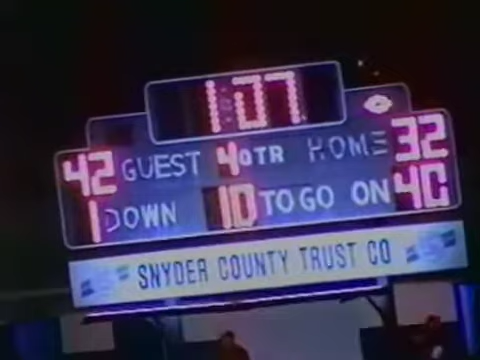 1:07
42 GUEST 4 QTR HOME 32
1 DOWN 10 TO GO ON 40
SNYDER COUNTY TRUST CO